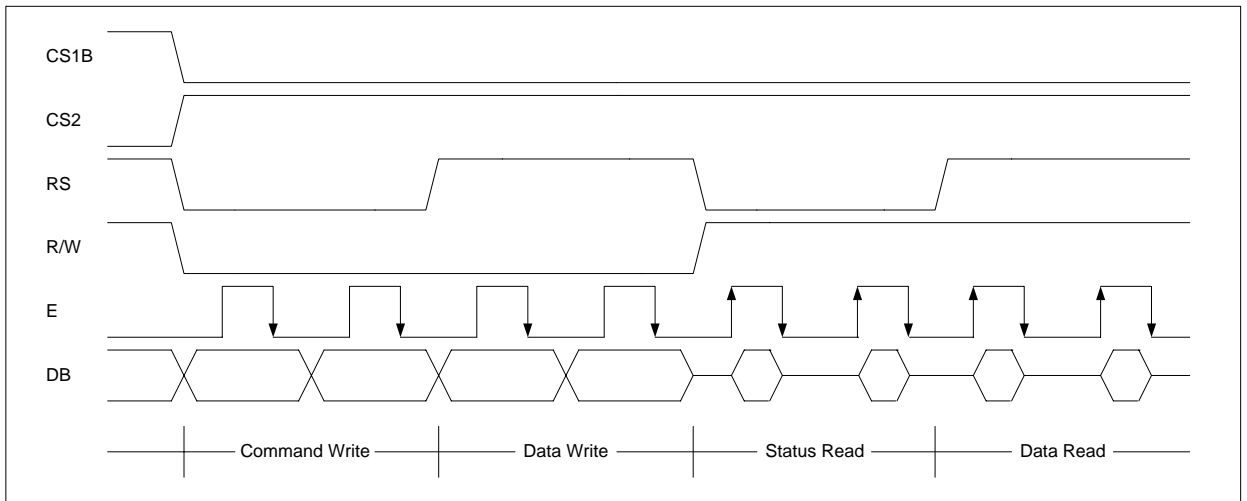 CS1B
CS2
RS
R/W
E
DB
Command Write
Data Write
Status Read
Data Read